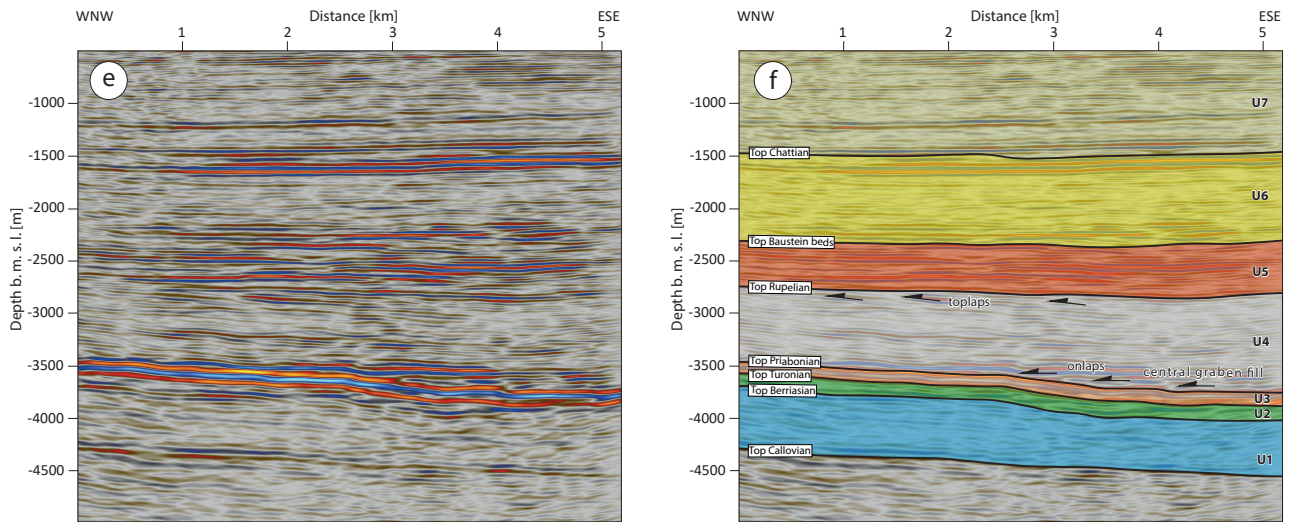 WNW Distance [km] ESE
1 2 3 4 5
e
Depth b. m. s. l. [m]
-1000
-1500
-2000
-2500
-3000
-3500
-4000
-4500
WNW Distance [km] ESE
1 2 3 4 5
f
Depth b. m. s. l. [m]
-1000
-1500
-2000
-2500
-3000
-3500
-4000
-4500
U7
Top Chattian
U6
Top Baustein beds
U5
Top Rupelian
toplaps
U4
Top Priabonian
onlaps
central graben fill
Top Turonian
Top Berriasian
U3
U2
Top Callovian
U1